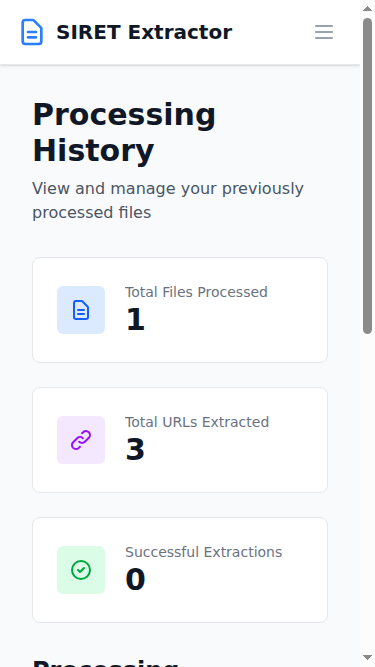 SIRET Extractor
Processing
History
View and manage your previously
processed files
Total Files Processed
1
Total URLs Extracted
3
Successful Extractions
0
Processing